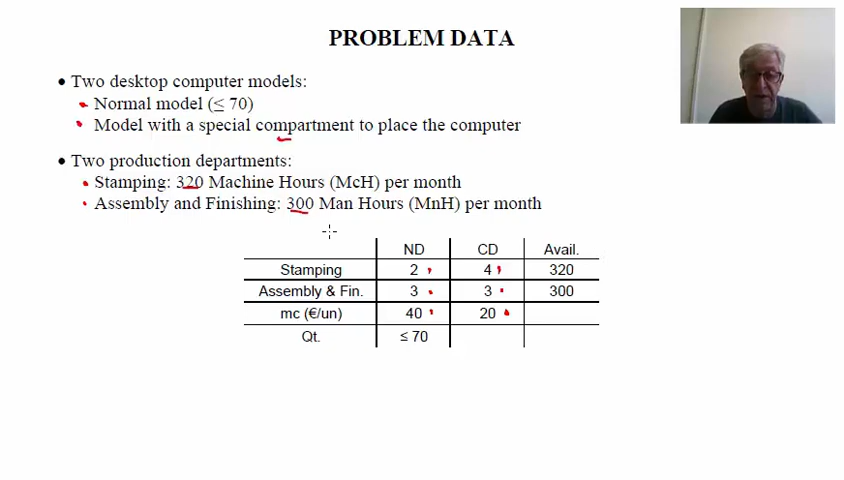 PROBLEM DATA
• Two desktop computer models:
Normal model (≤ 70)
Model with a special compartment to place the computer
• Two production departments:
Stamping: 320 Machine Hours (McH) per month
Assembly and Finishing: 300 Man Hours (MnH) per month
ND CD Avail.
Stamping 2 4 320
Assembly & Fin. 3 3 300
mc (€/un) 40 20
Qt. ≤ 70